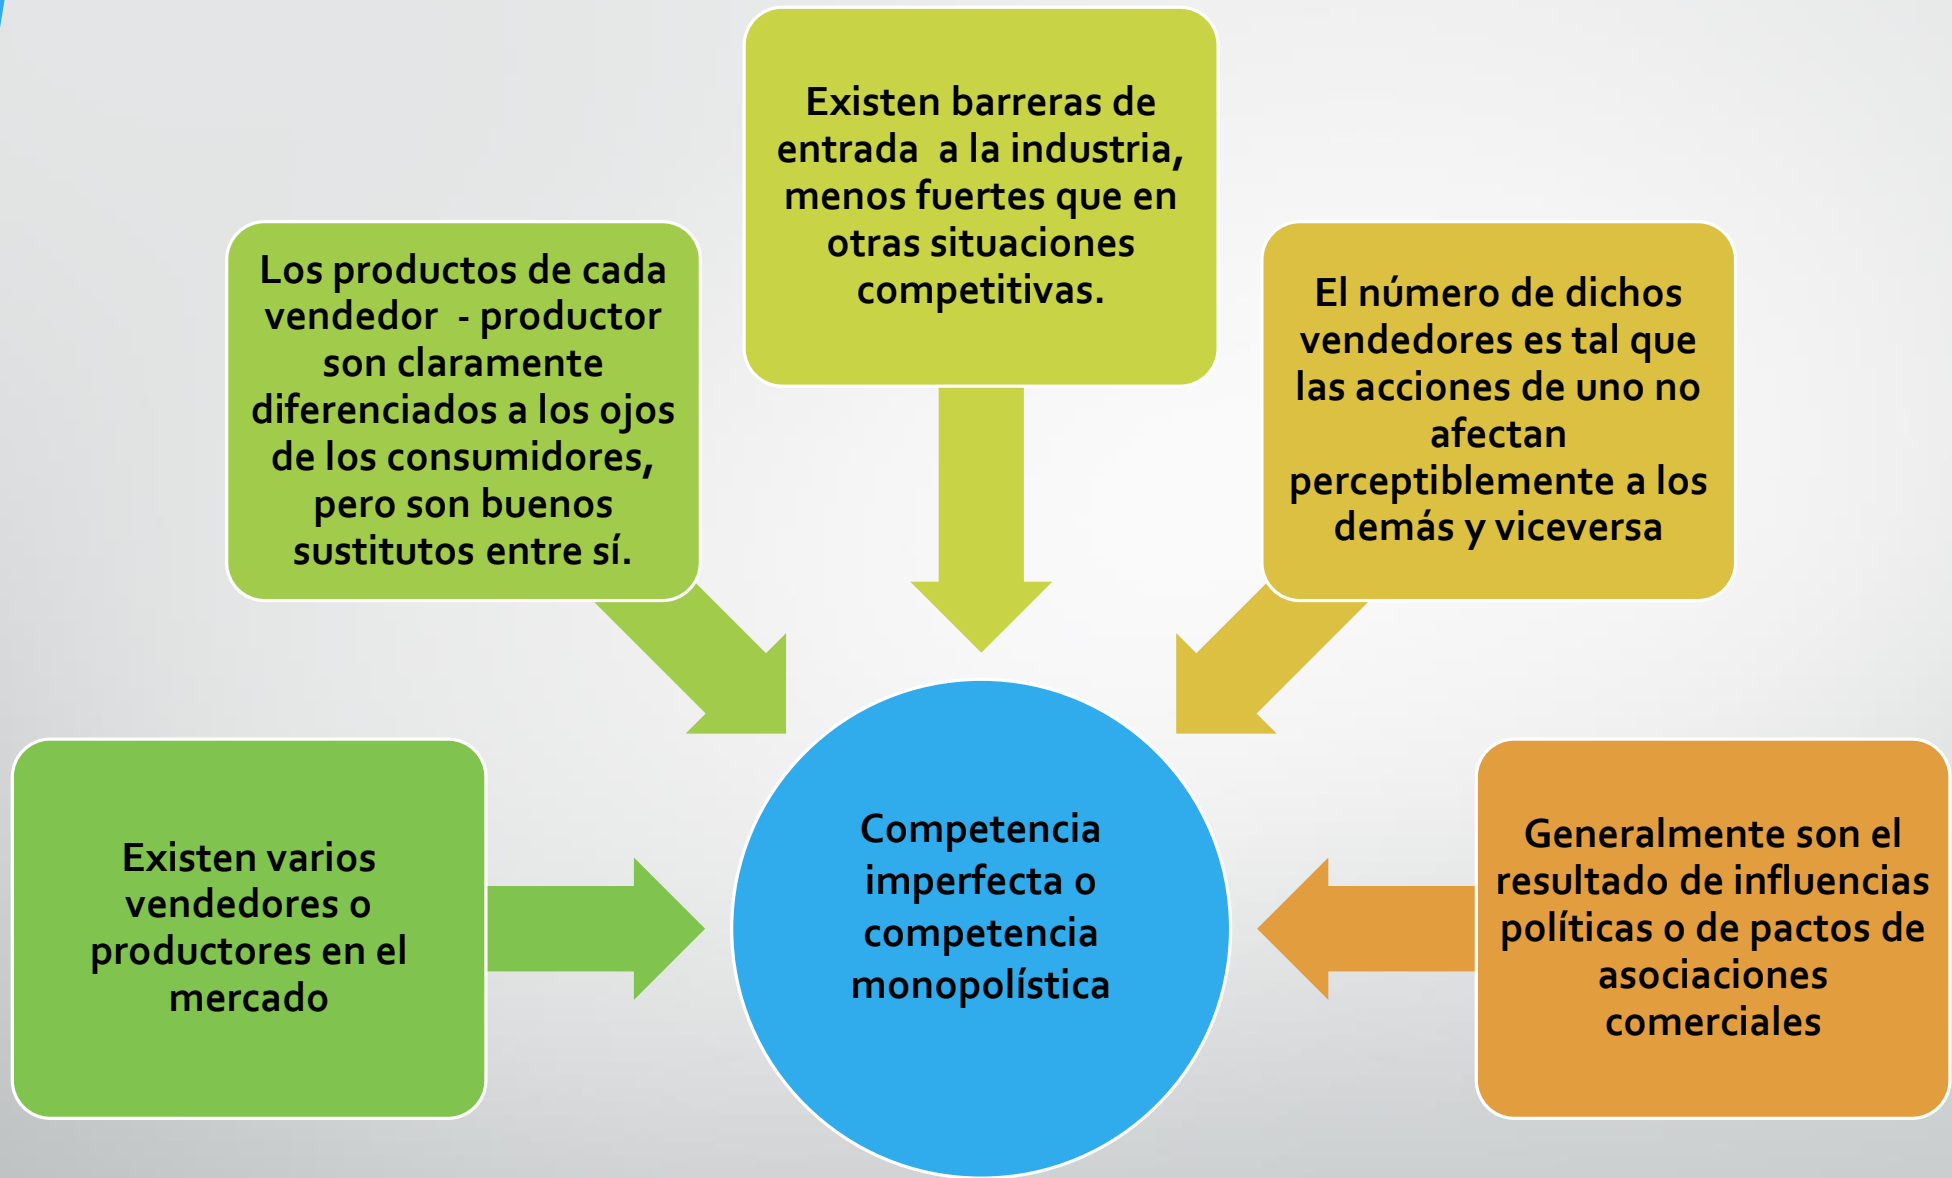 Existen varios
vendedores o
productores en el
mercado
Los productos de cada
vendedor  - productor
son claramente
diferenciados a los ojos
de los consumidores,
pero son buenos
sustitutos entre sí.
Existen barreras de
entrada  a la industria,
menos fuertes que en
otras situaciones
competitivas.
El número de dichos
vendedores es tal que
las acciones de uno no
afectan
perceptiblemente a los
demás y viceversa
Generalmente son el
resultado de influencias
políticas o de pactos de
asociaciones
comerciales
Competencia
imperfecta o
competencia
monopolística